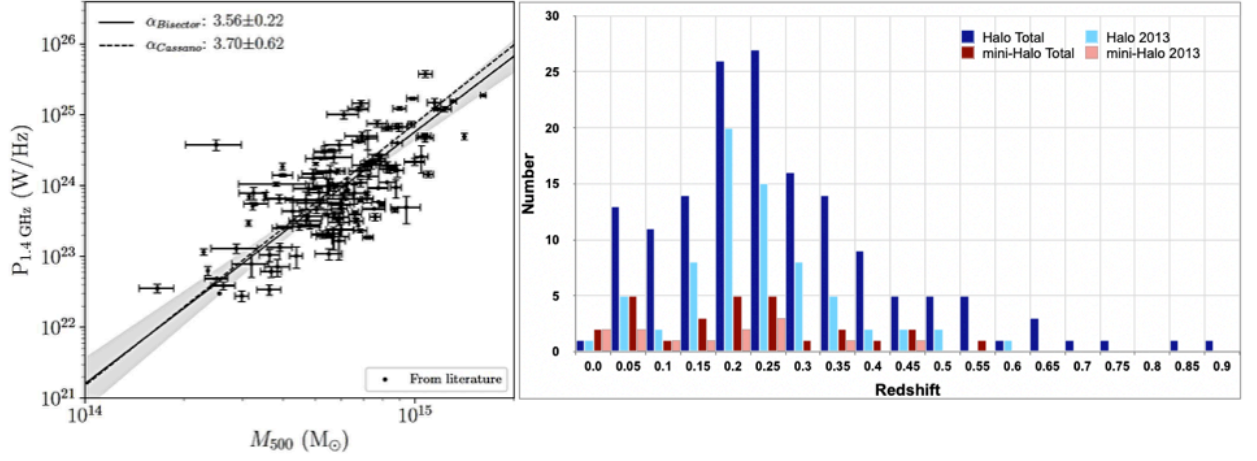 α_Bisector: 3.56±0.22
α_Cassano: 3.70±0.62
10^26
10^25
10^24
10^23
10^22
10^21
P_1.4 GHz (W/Hz)
From literature
10^14
10^15
M_500 (M_⊙)
30
25
20
15
10
5
0
Number
Halo Total
Halo 2013
mini-Halo Total
mini-Halo 2013
0.0 0.05 0.1 0.15 0.2 0.25 0.3 0.35 0.4 0.45 0.5 0.55 0.6 0.65 0.7 0.75 0.8 0.85 0.9
Redshift